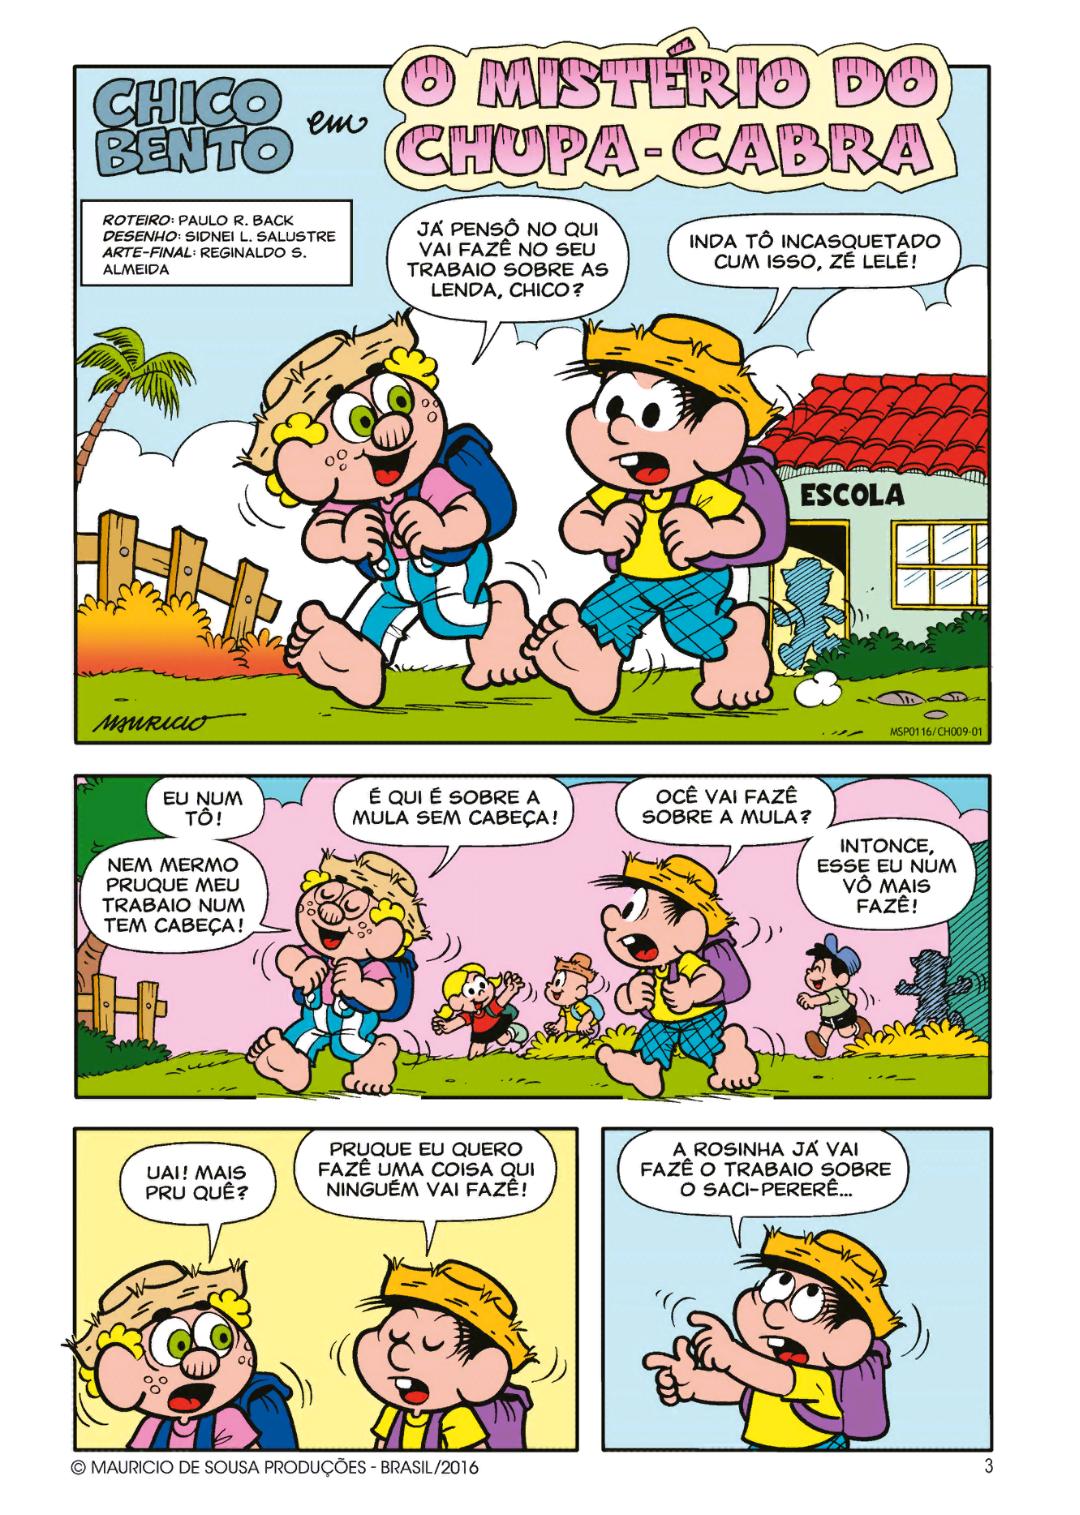 CHICO
BENTO
em
O MISTÉRIO DO
CHUPA-CABRA
ROTEIRO: PAULO R. BACK
DESENHO: SIDNEI L. SALUSTRE
ARTE-FINAL: REGINALDO S.
ALMEIDA
JÁ PENSÔ NO QUI
VAI FAZÊ NO SEU
TRABAIO SOBRE AS
LENDA, CHICO?
INDA TÔ INCASQUETADO
CUM ISSO, ZÉ LELÉ!
ESCOLA
MAURICIO
MSP0116/CH009-01
EU NUM
TÔ!
NEM MERMO
PRUQUE MEU
TRABAIO NUM
TEM CABEÇA!
É QUI É SOBRE A
MULA SEM CABEÇA!
OCÊ VAI FAZÊ
SOBRE A MULA?
INTONCE,
ESSE EU NUM
VÔ MAIS
FAZÊ!
UAI! MAIS
PRU QUÊ?
PRUQUE EU QUERO
FAZÊ UMA COISA QUI
NINGUÉM VAI FAZÊ!
A ROSINHA JÁ VAI
FAZÊ O TRABAIO SOBRE
O SACI-PERERÊ...
© MAURICIO DE SOUSA PRODUÇÕES - BRASIL/2016
3